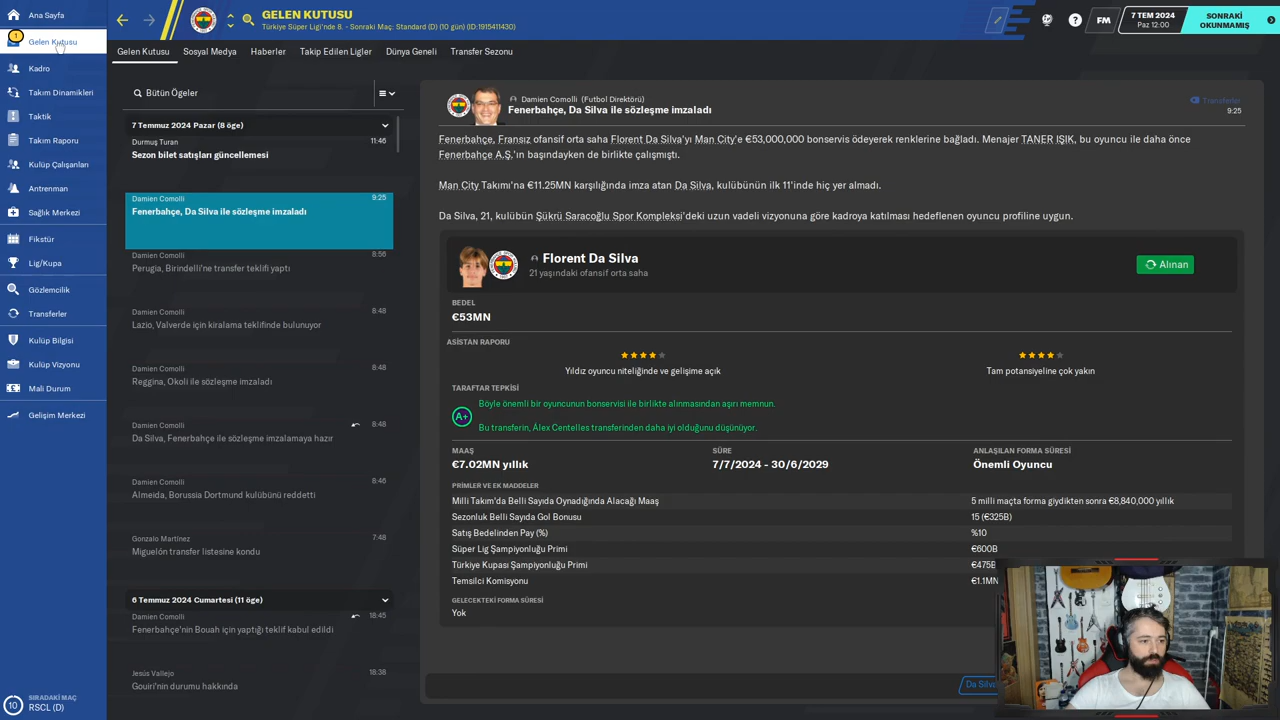 Ana Sayfa
1
Gelen Kutusu
Kadro
Takım Dinamikleri
Taktik
Takım Raporu
Kulüp Çalışanları
Antrenman
Sağlık Merkezi
Fikstür
Lig/Kupa
Gözlemcilik
Transferler
Kulüp Bilgisi
Kulüp Vizyonu
Mali Durum
Gelişim Merkezi
10
SIRADAKİ MAÇ
RSCL (D)
GELEN KUTUSU
Türkiye Süper Ligi'nde 8. - Sonraki Maç: Standard (D) (10 gün) (ID:1915411430)
FM
7 TEM 2024
Paz 12:00
SONRAKİ
OKUNMAMIŞ
Gelen Kutusu
Sosyal Medya
Haberler
Takip Edilen Ligler
Dünya Geneli
Transfer Sezonu
Bütün Ögeler
7 Temmuz 2024 Pazar (8 öge)
Durmuş Turan 11:46
Sezon bilet satışları güncellemesi
Damien Comolli 9:25
Fenerbahçe, Da Silva ile sözleşme imzaladı
Damien Comolli 8:56
Perugia, Birindelli'ne transfer teklifi yaptı
Damien Comolli 8:48
Lazio, Valverde için kiralama teklifinde bulunuyor
Damien Comolli 8:48
Reggina, Okoli ile sözleşme imzaladı
Damien Comolli 8:48
Da Silva, Fenerbahçe ile sözleşme imzalamaya hazır
Damien Comolli 8:46
Almeida, Borussia Dortmund kulübünü reddetti
Gonzalo Martínez 7:48
Miguelón transfer listesine kondu
6 Temmuz 2024 Cumartesi (11 öge)
Damien Comolli 18:45
Fenerbahçe'nin Bouah için yaptığı teklif kabul edildi
Jesús Vallejo 18:38
Gouiri'nin durumu hakkında
Damien Comolli (Futbol Direktörü)
Fenerbahçe, Da Silva ile sözleşme imzaladı
Transferler
9:25
Fenerbahçe, Fransız ofansif orta saha Florent Da Silva'yı Man City'e €53,000,000 bonservis ödeyerek renklerine bağladı. Menajer TANER IŞIK, bu oyuncu ile daha önce
Fenerbahçe A.Ş.'ın başındayken de birlikte çalışmıştı.
Man City Takımı'na €11.25MN karşılığında imza atan Da Silva, kulübünün ilk 11'inde hiç yer almadı.
Da Silva, 21, kulübün Şükrü Saracoğlu Spor Kompleksi'deki uzun vadeli vizyonuna göre kadroya katılması hedeflenen oyuncu profiline uygun.
Florent Da Silva
21 yaşındaki ofansif orta saha
Alınan
BEDEL
€53MN
ASİSTAN RAPORU
Yıldız oyuncu niteliğinde ve gelişime açık
Tam potansiyeline çok yakın
TARAFTAR TEPKİSİ
A+
Böyle önemli bir oyuncunun bonservisi ile birlikte alınmasından aşırı memnun.
Bu transferin, Álex Centelles transferinden daha iyi olduğunu düşünüyor.
MAAŞ
€7.02MN yıllık
SÜRE
7/7/2024 - 30/6/2029
ANLAŞILAN FORMA SÜRESİ
Önemli Oyuncu
PRİMLER VE EK MADDELER
Milli Takım'da Belli Sayıda Oynadığında Alacağı Maaş 5 milli maçta forma giydikten sonra €8,840,000 yıllık
Sezonluk Belli Sayıda Gol Bonusu 15 (€325B)
Satış Bedelinden Pay (%) %10
Süper Lig Şampiyonluğu Primi €600B
Türkiye Kupası Şampiyonluğu Primi €475B
Temsilci Komisyonu €1.1MN
GELECEKTEKİ FORMA SÜRESİ
Yok
Da Silva